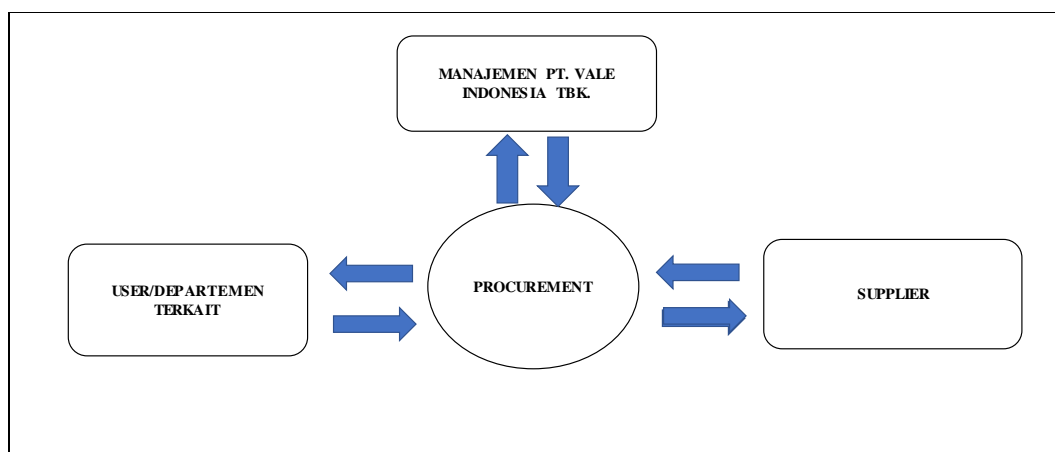 MANAJEMEN PT. VALE
INDONESIA TBK.
USER/DEPARTEMEN
TERKAIT
PROCUREMENT
SUPPLIER